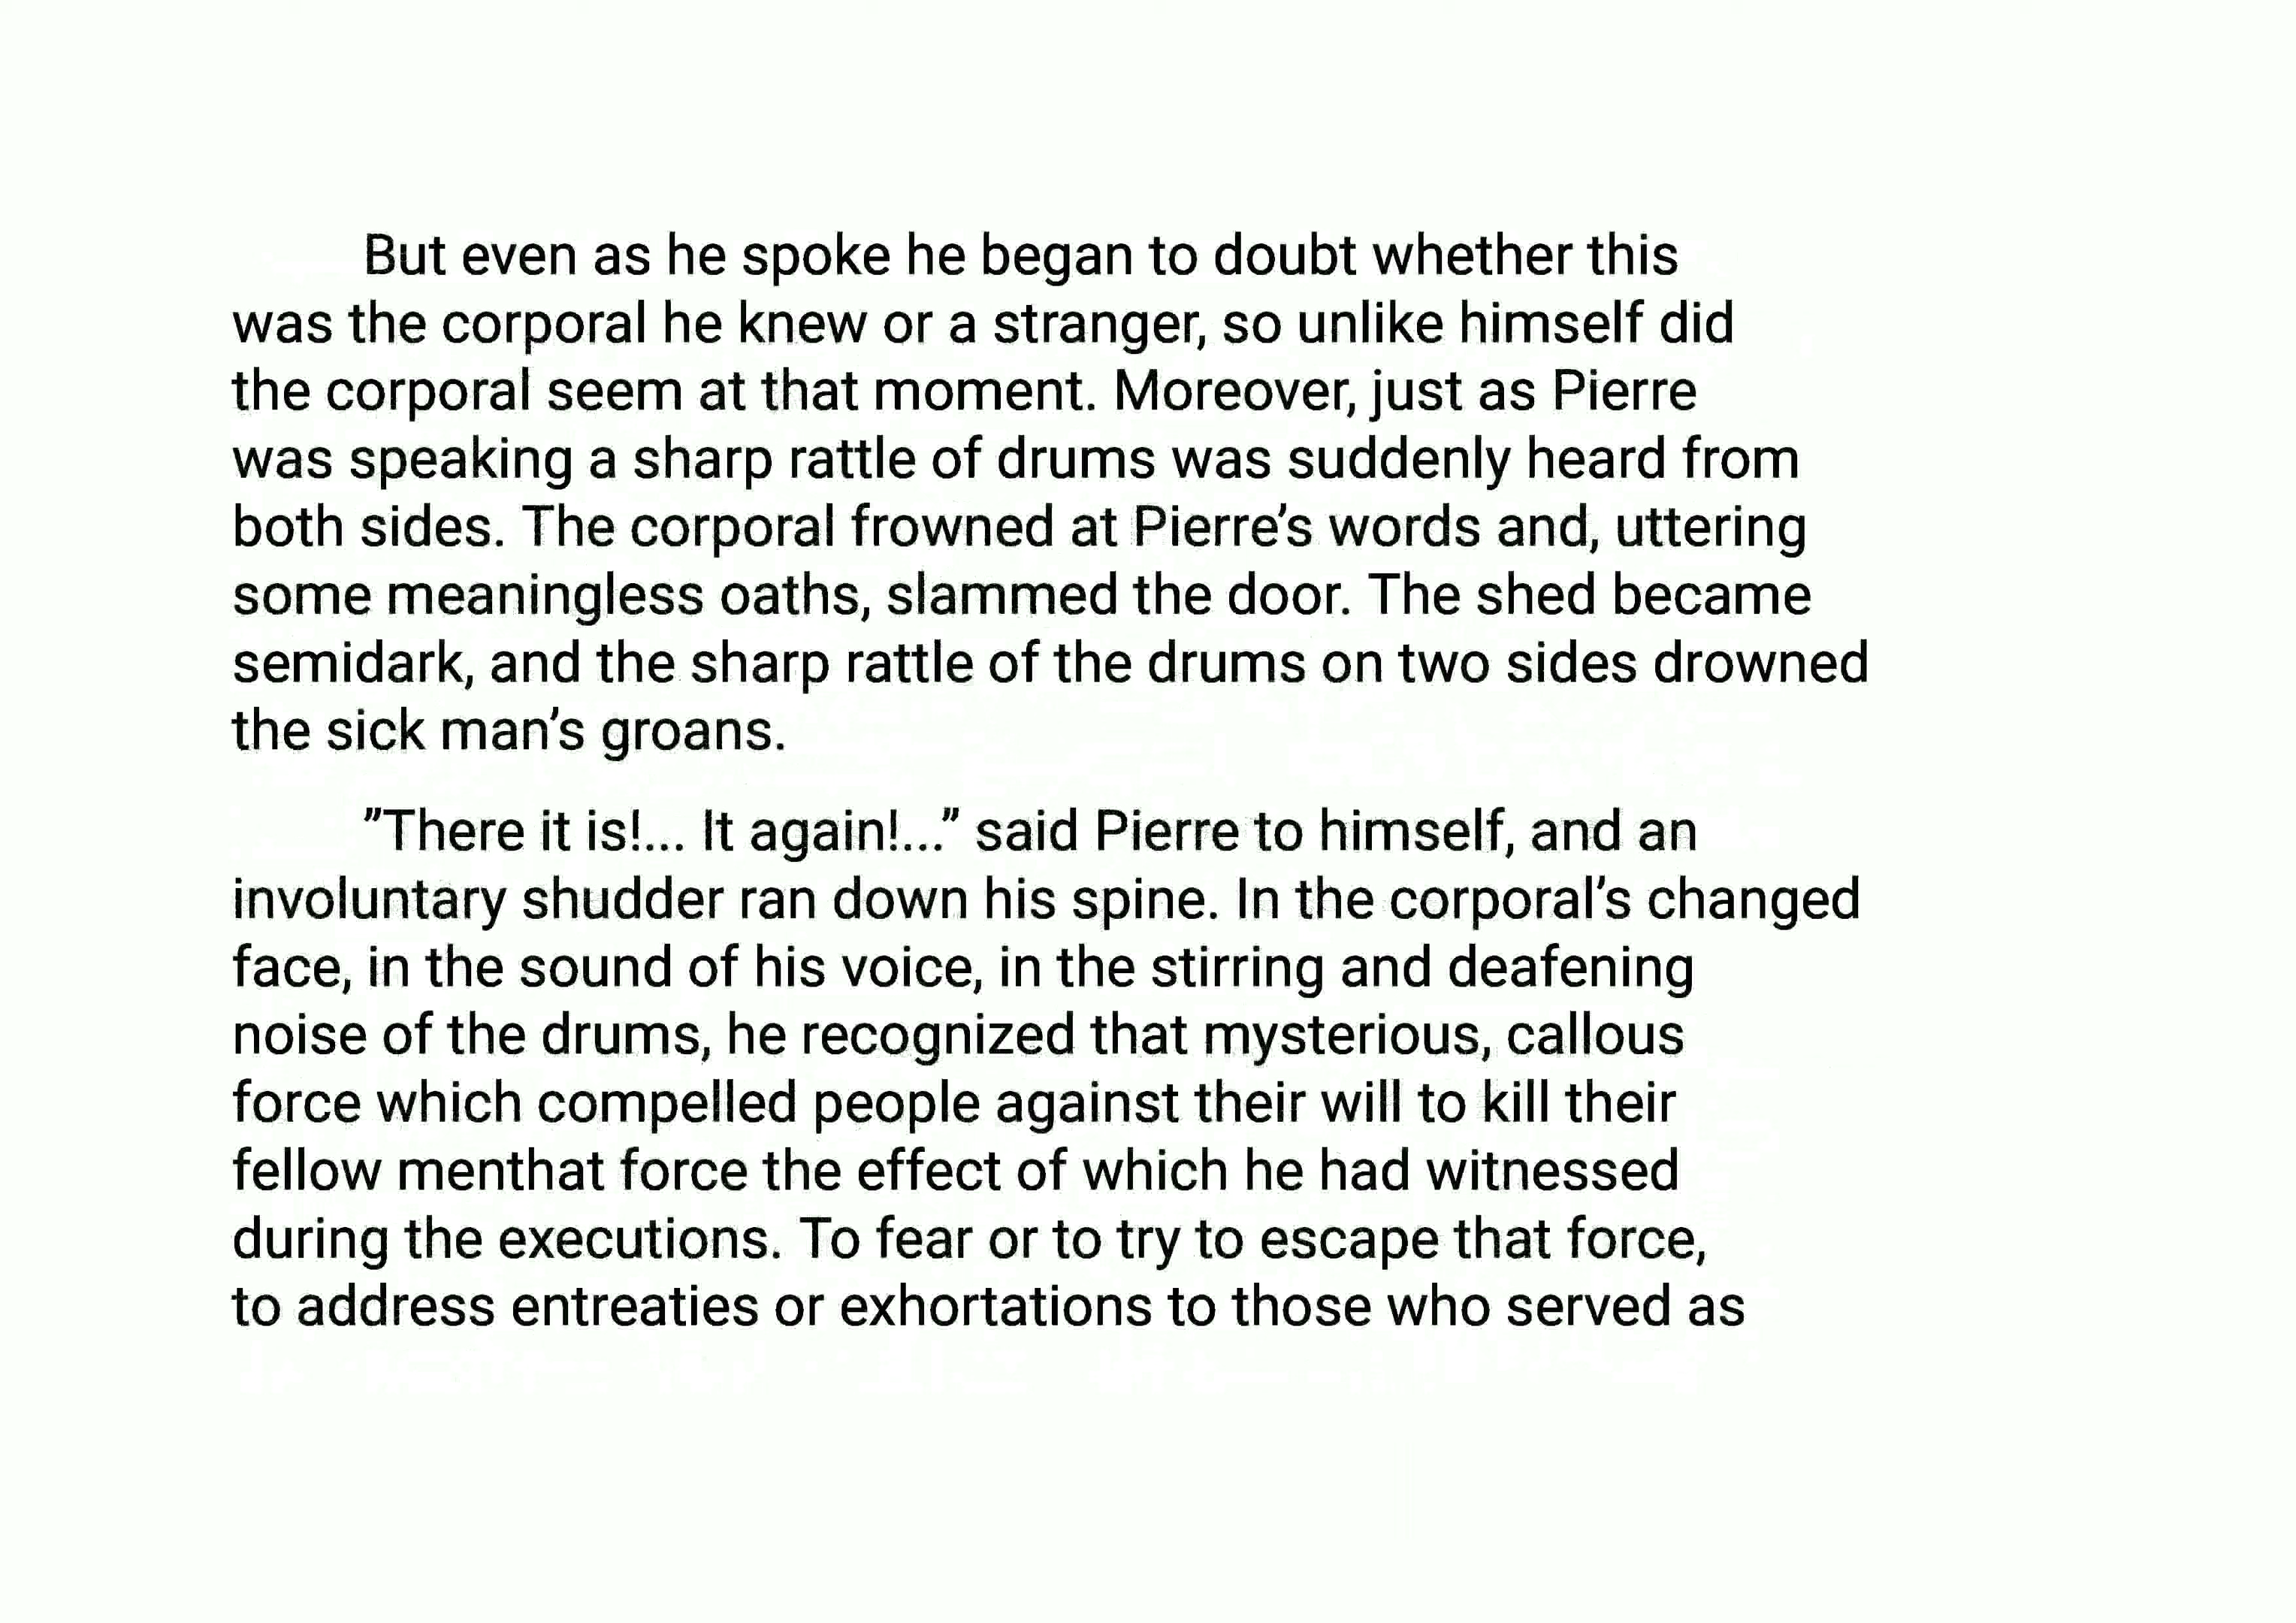 But even as he spoke he began to doubt whether this
was the corporal he knew or a stranger, so unlike himself did
the corporal seem at that moment. Moreover, just as Pierre
was speaking a sharp rattle of drums was suddenly heard from
both sides. The corporal frowned at Pierre’s words and, uttering
some meaningless oaths, slammed the door. The shed became
semidark, and the sharp rattle of the drums on two sides drowned
the sick man’s groans.
”There it is!... It again!...” said Pierre to himself, and an
involuntary shudder ran down his spine. In the corporal’s changed
face, in the sound of his voice, in the stirring and deafening
noise of the drums, he recognized that mysterious, callous
force which compelled people against their will to kill their
fellow menthat force the effect of which he had witnessed
during the executions. To fear or to try to escape that force,
to address entreaties or exhortations to those who served as